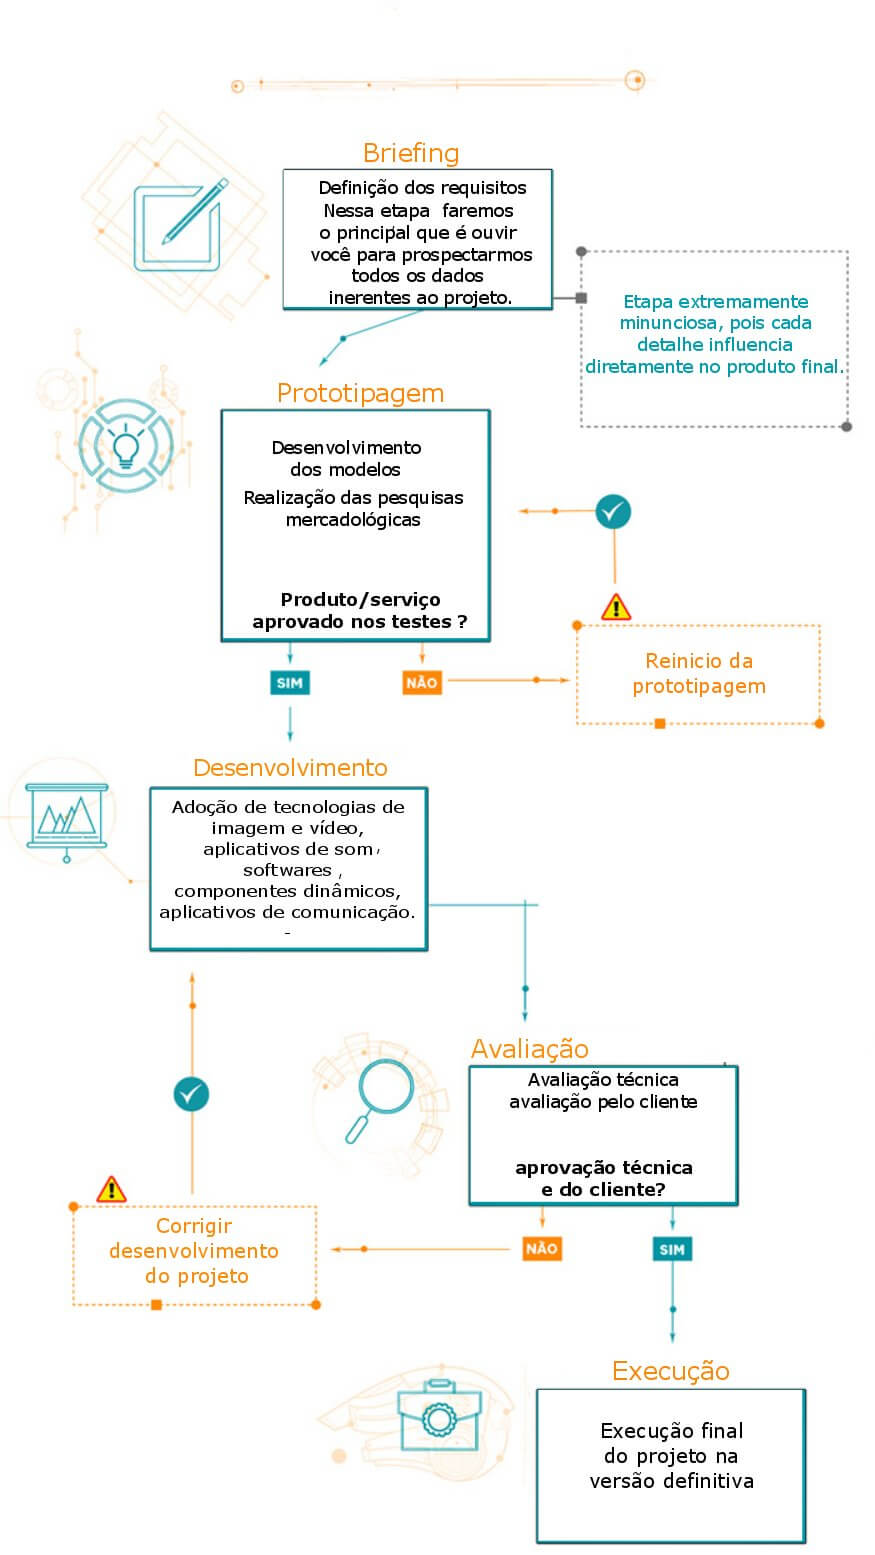 Briefing
Definição dos requisitos
Nessa etapa faremos
o principal que é ouvir
você para prospectarmos
todos os dados
inerentes ao projeto.
Etapa extremamente
minunciosa, pois cada
detalhe influencia
diretamente no produto final.
Prototipagem
Desenvolvimento
dos modelos
Realização das pesquisas
mercadológicas
Produto/serviço
aprovado nos testes ?
SIM
NÃO
Reinicio da
prototipagem
Desenvolvimento
Adoção de tecnologias de
imagem e vídeo,
aplicativos de som,
softwares ,
componentes dinâmicos,
aplicativos de comunicação.
-
Avaliação
Avaliação técnica
avaliação pelo cliente
aprovação técnica
e do cliente?
NÃO
SIM
Corrigir
desenvolvimento
do projeto
Execução
Execução final
do projeto na
versão definitiva